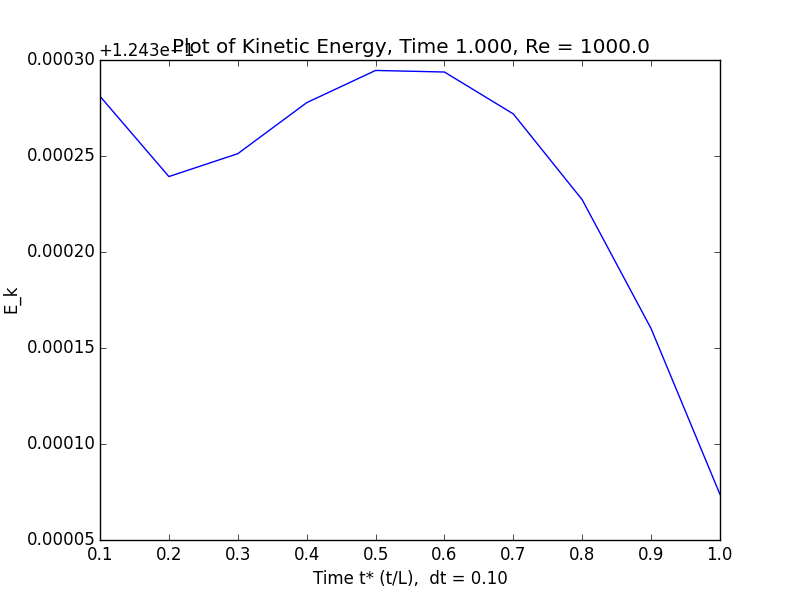 Plot of Kinetic Energy, Time 1.000, Re = 1000.0
+1.243e−1
0.00030
0.00025
0.00020
0.00015
0.00010
0.00005
E_k
0.1 0.2 0.3 0.4 0.5 0.6 0.7 0.8 0.9 1.0
Time t* (t/L),  dt = 0.10